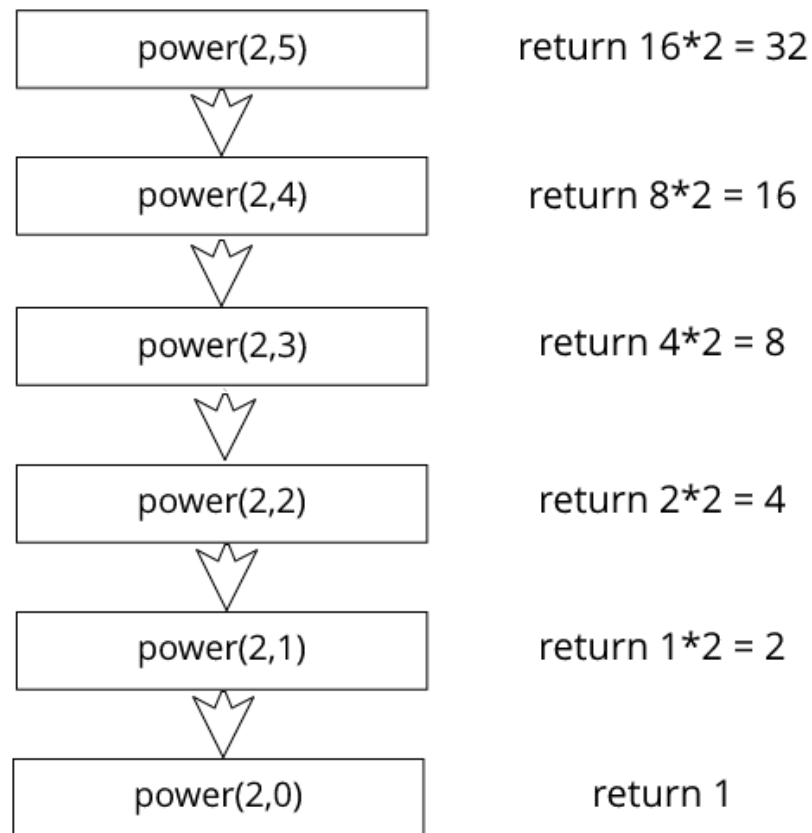 power(2,5) return 16*2 = 32
power(2,4) return 8*2 = 16
power(2,3) return 4*2 = 8
power(2,2) return 2*2 = 4
power(2,1) return 1*2 = 2
power(2,0) return 1